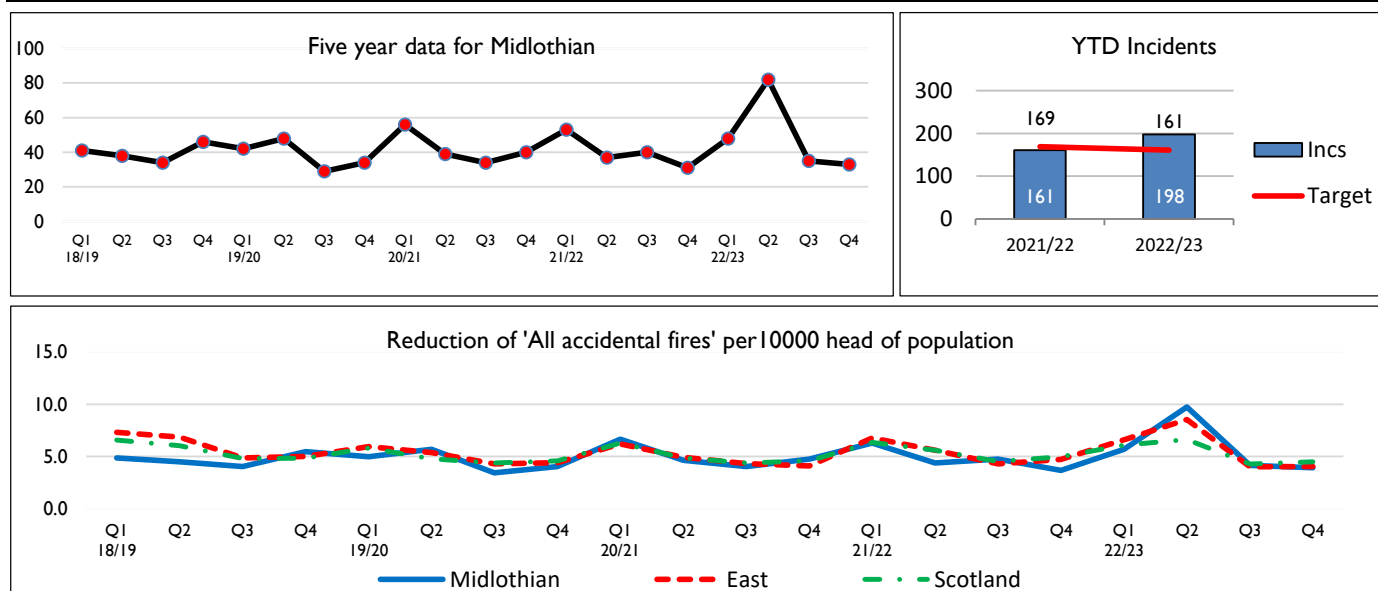 Five year data for Midlothian
100
80
60
40
20
0
Q1 Q2 Q3 Q4 Q1 Q2 Q3 Q4 Q1 Q2 Q3 Q4 Q1 Q2 Q3 Q4 Q1 Q2 Q3 Q4
18/19 19/20 20/21 21/22 22/23
YTD Incidents
300
200
100
0
169 161
161 198
2021/22 2022/23
Incs
Target
Reduction of 'All accidental fires' per10000 head of population
15.0
10.0
5.0
0.0
Q1 Q2 Q3 Q4 Q1 Q2 Q3 Q4 Q1 Q2 Q3 Q4 Q1 Q2 Q3 Q4 Q1 Q2 Q3 Q4
18/19 19/20 20/21 21/22 22/23
Midlothian East Scotland